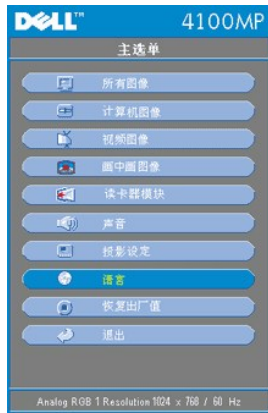 DELL™ 4100MP
主选单
所有图像
计算机图像
视频图像
画中画图像
读卡器模块
声音
投影设定
语言
恢复出厂值
退出
Analog RGB 1 Resolution 1024 x 768 / 60 Hz